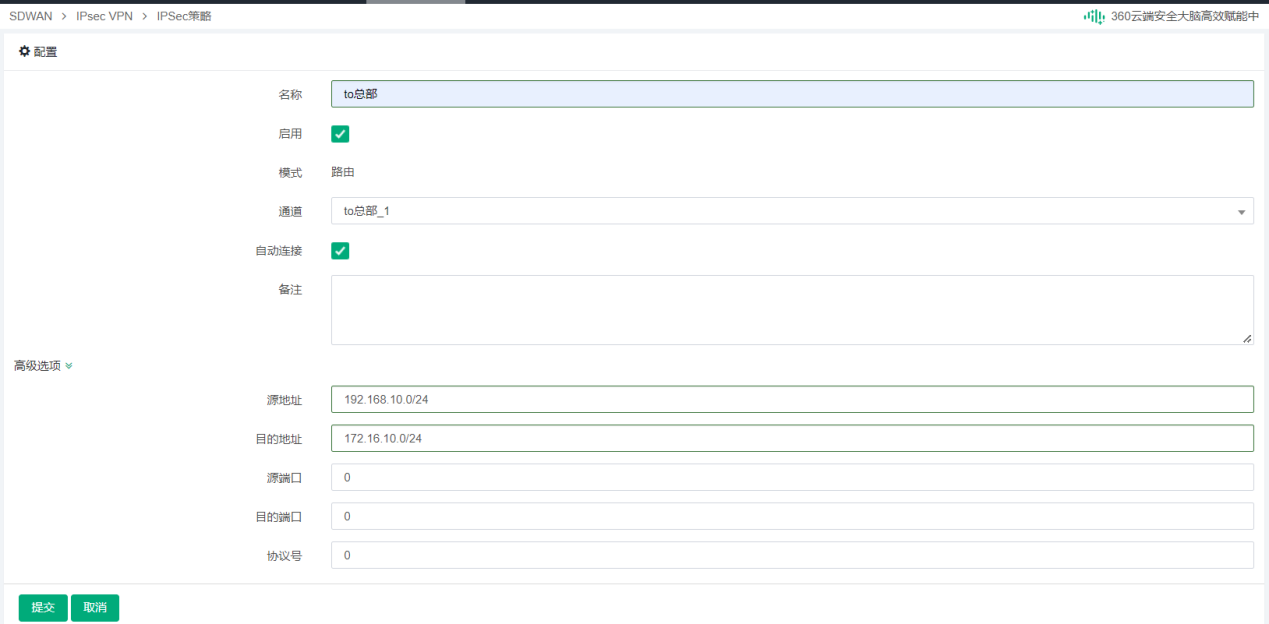 SDWAN > IPsec VPN > IPSec策略 360云端安全大脑高效赋能中
配置
名称 to总部
启用
模式 路由
通道 to总部_1
自动连接
备注
高级选项
源地址 192.168.10.0/24
目的地址 172.16.10.0/24
源端口 0
目的端口 0
协议号 0
提交 取消